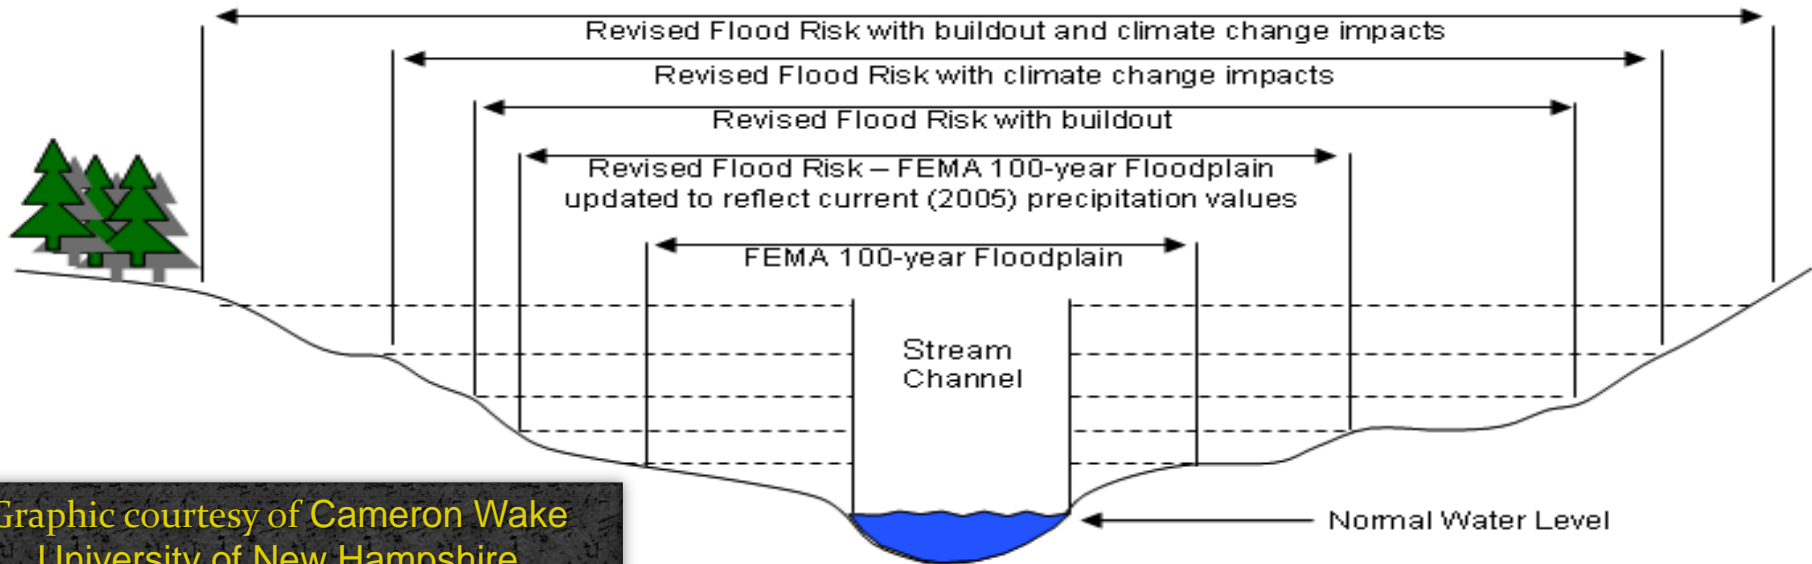 Revised Flood Risk with buildout and climate change impacts
Revised Flood Risk with climate change impacts
Revised Flood Risk with buildout
Revised Flood Risk – FEMA 100-year Floodplain
updated to reflect current (2005) precipitation values
FEMA 100-year Floodplain
Stream
Channel
Normal Water Level
Graphic courtesy of Cameron Wake
University of New Hampshire